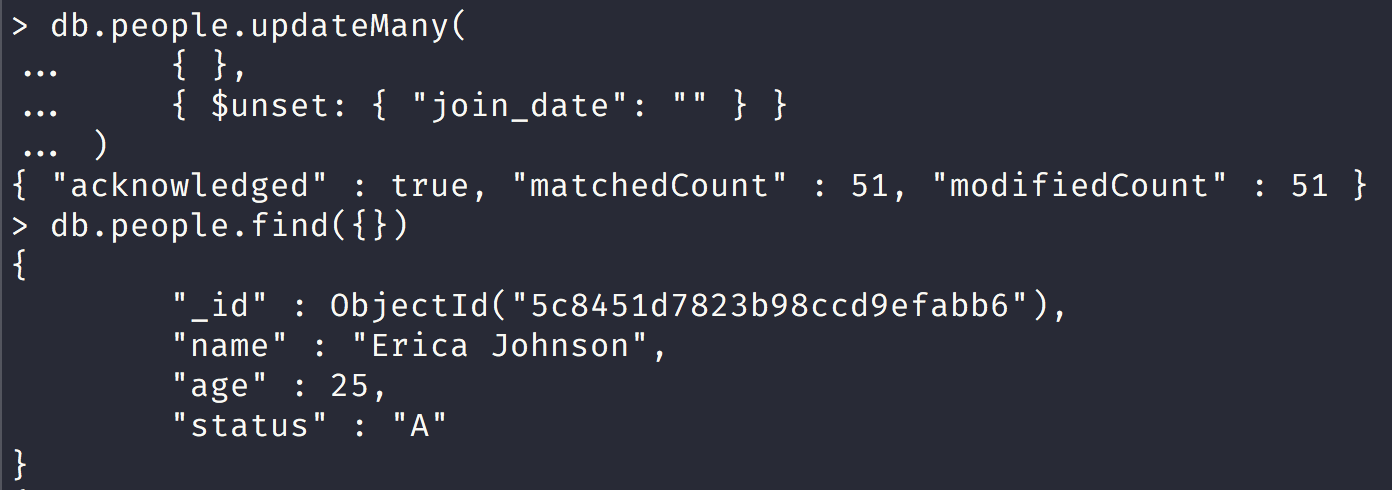 > db.people.updateMany(
...     { },
...     { $unset: { "join_date": "" } }
... )
{ "acknowledged" : true, "matchedCount" : 51, "modifiedCount" : 51 }
> db.people.find({})
{
        "_id" : ObjectId("5c8451d7823b98ccd9efabb6"),
        "name" : "Erica Johnson",
        "age" : 25,
        "status" : "A"
}